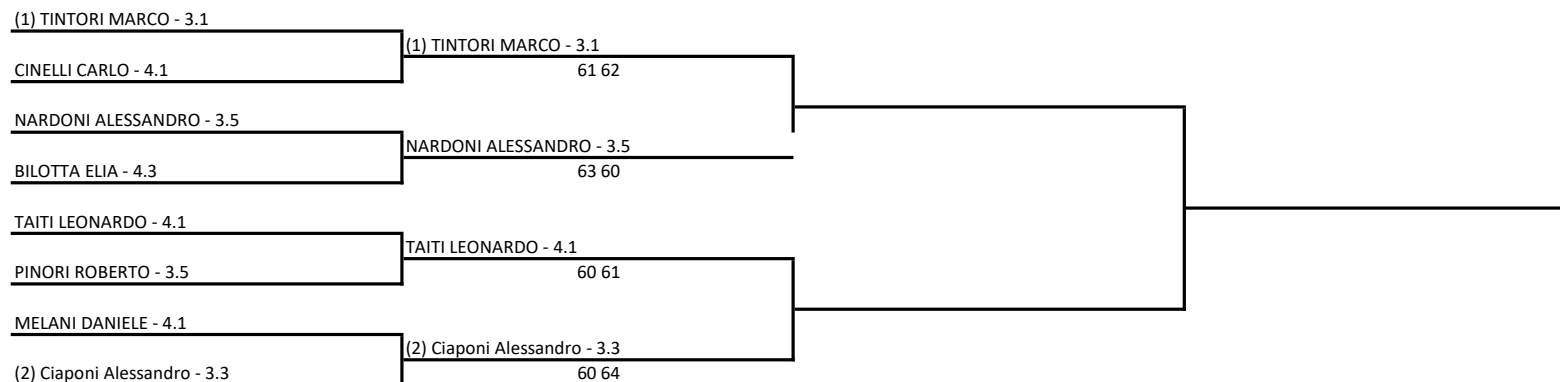 (1) TINTORI MARCO - 3.1
(1) TINTORI MARCO - 3.1
CINELLI CARLO - 4.1
61 62
NARDONI ALESSANDRO - 3.5
NARDONI ALESSANDRO - 3.5
BILOTTA ELIA - 4.3
63 60
TAITI LEONARDO - 4.1
TAITI LEONARDO - 4.1
PINORI ROBERTO - 3.5
60 61
MELANI DANIELE - 4.1
(2) Ciaponi Alessandro - 3.3
(2) Ciaponi Alessandro - 3.3
60 64